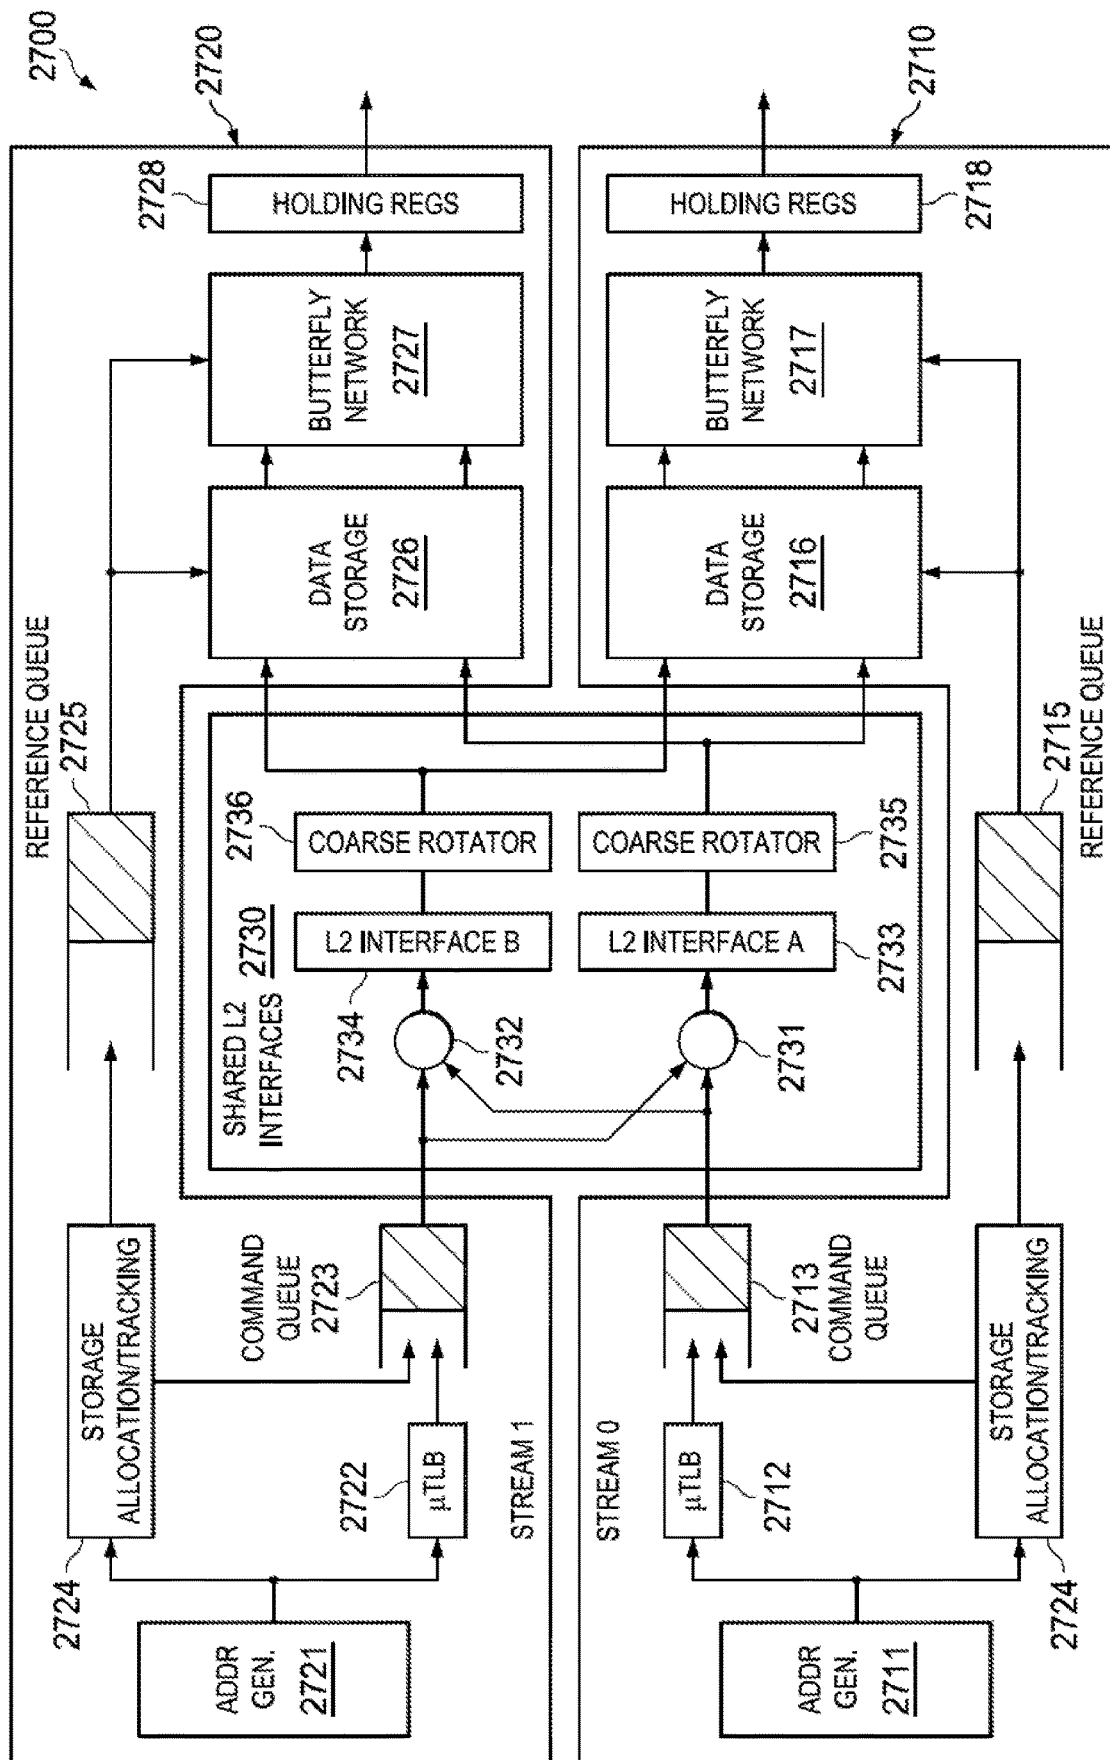 2700
2720
2728
HOLDING REGS
BUTTERFLY
NETWORK
2727
DATA
STORAGE
2726
REFERENCE QUEUE
2725
2724
STORAGE
ALLOCATION/TRACKING
ADDR
GEN.
2721
2722
µTLB
COMMAND
QUEUE
2723
STREAM 1
SHARED L2
INTERFACES 2730
2736
COARSE ROTATOR
L2 INTERFACE B
2734
2732
COARSE ROTATOR
2735
L2 INTERFACE A
2733
2731
STREAM 0
µTLB
2712
2713
COMMAND
QUEUE
ADDR
GEN.
2711
STORAGE
ALLOCATION/TRACKING
2724
2715
REFERENCE QUEUE
DATA
STORAGE
2716
BUTTERFLY
NETWORK
2717
HOLDING REGS
2718
2710